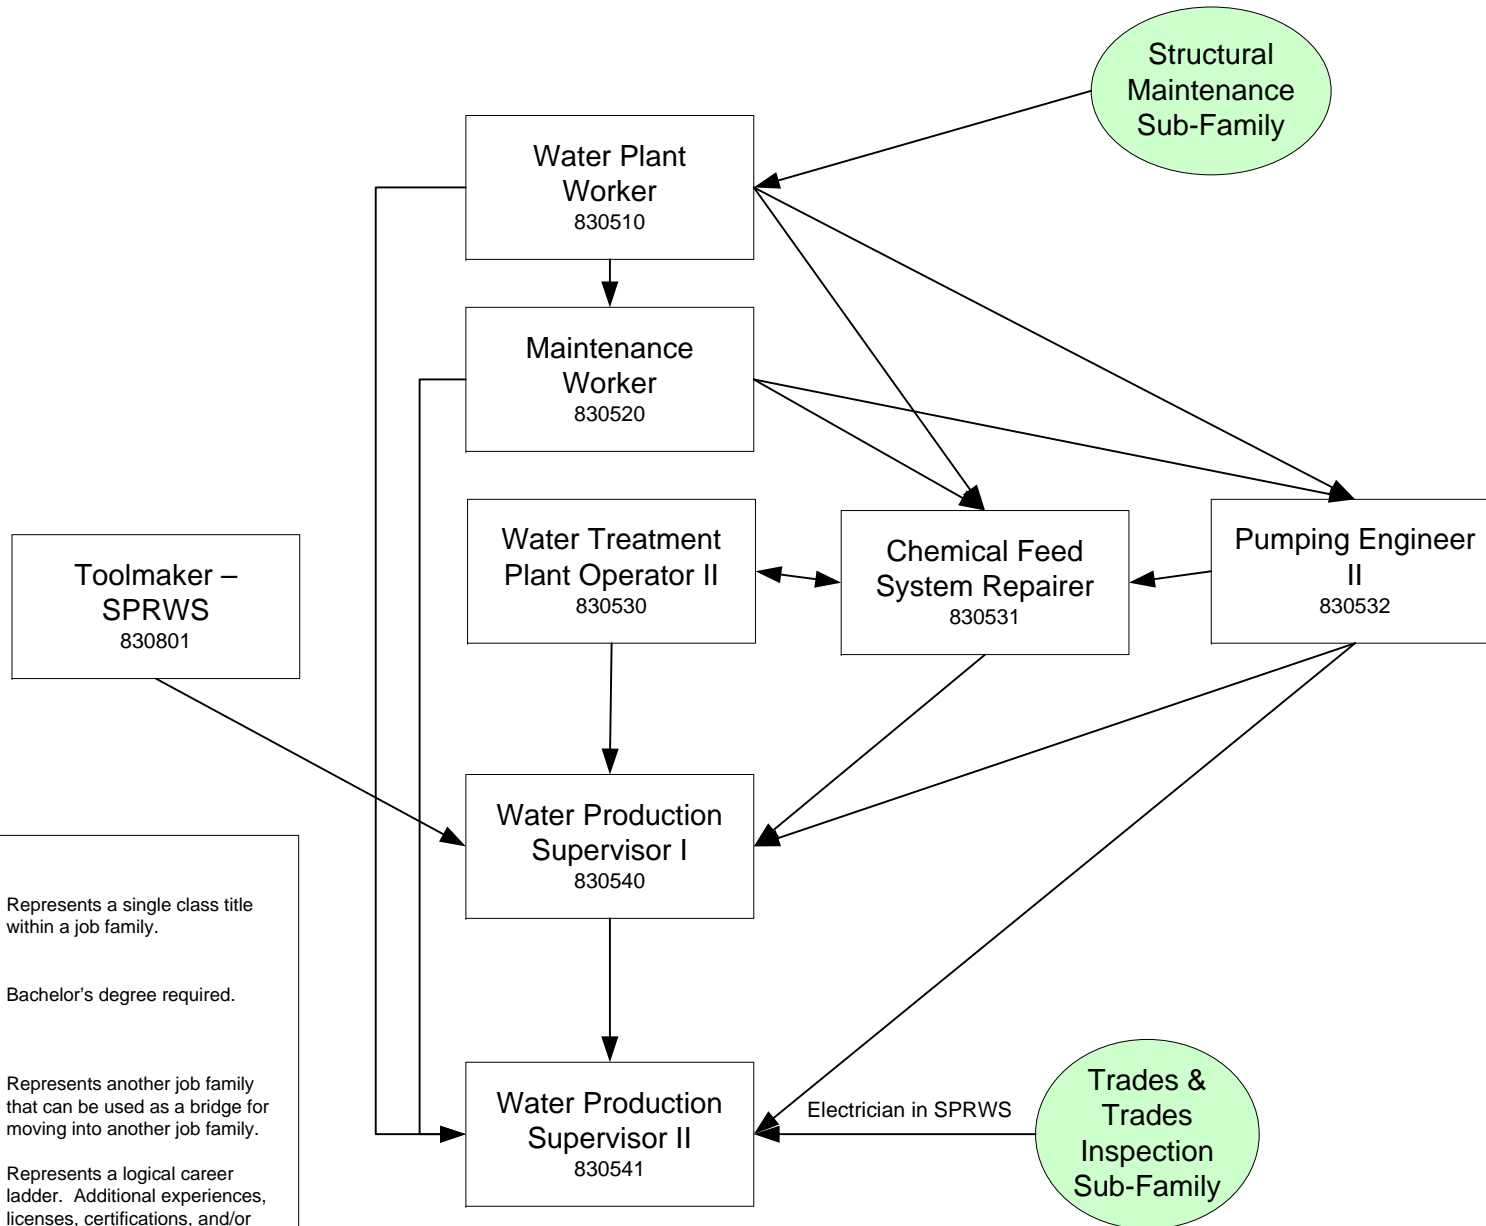 Structural
Maintenance
Sub-Family
Water Plant
Worker
830510
Maintenance
Worker
830520
Water Treatment
Plant Operator II
830530
Chemical Feed
System Repairer
830531
Pumping Engineer
II
830532
Toolmaker –
SPRWS
830801
Water Production
Supervisor I
830540
Represents a single class title
within a job family.
Bachelor's degree required.
Represents another job family
that can be used as a bridge for
moving into another job family.
Represents a logical career
ladder. Additional experiences,
licenses, certifications, and/or
Water Production
Supervisor II
830541
Electrician in SPRWS
Trades &
Trades
Inspection
Sub-Family